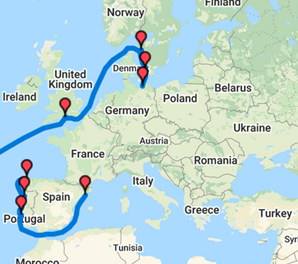 Norway
Finland
United
Kingdom
Denmark
Ireland
Belarus
Poland
Germany
Ukraine
Austria
France
Romania
Italy
Spain
Portugal
Greece
Turkey
Tunisia
Morocco